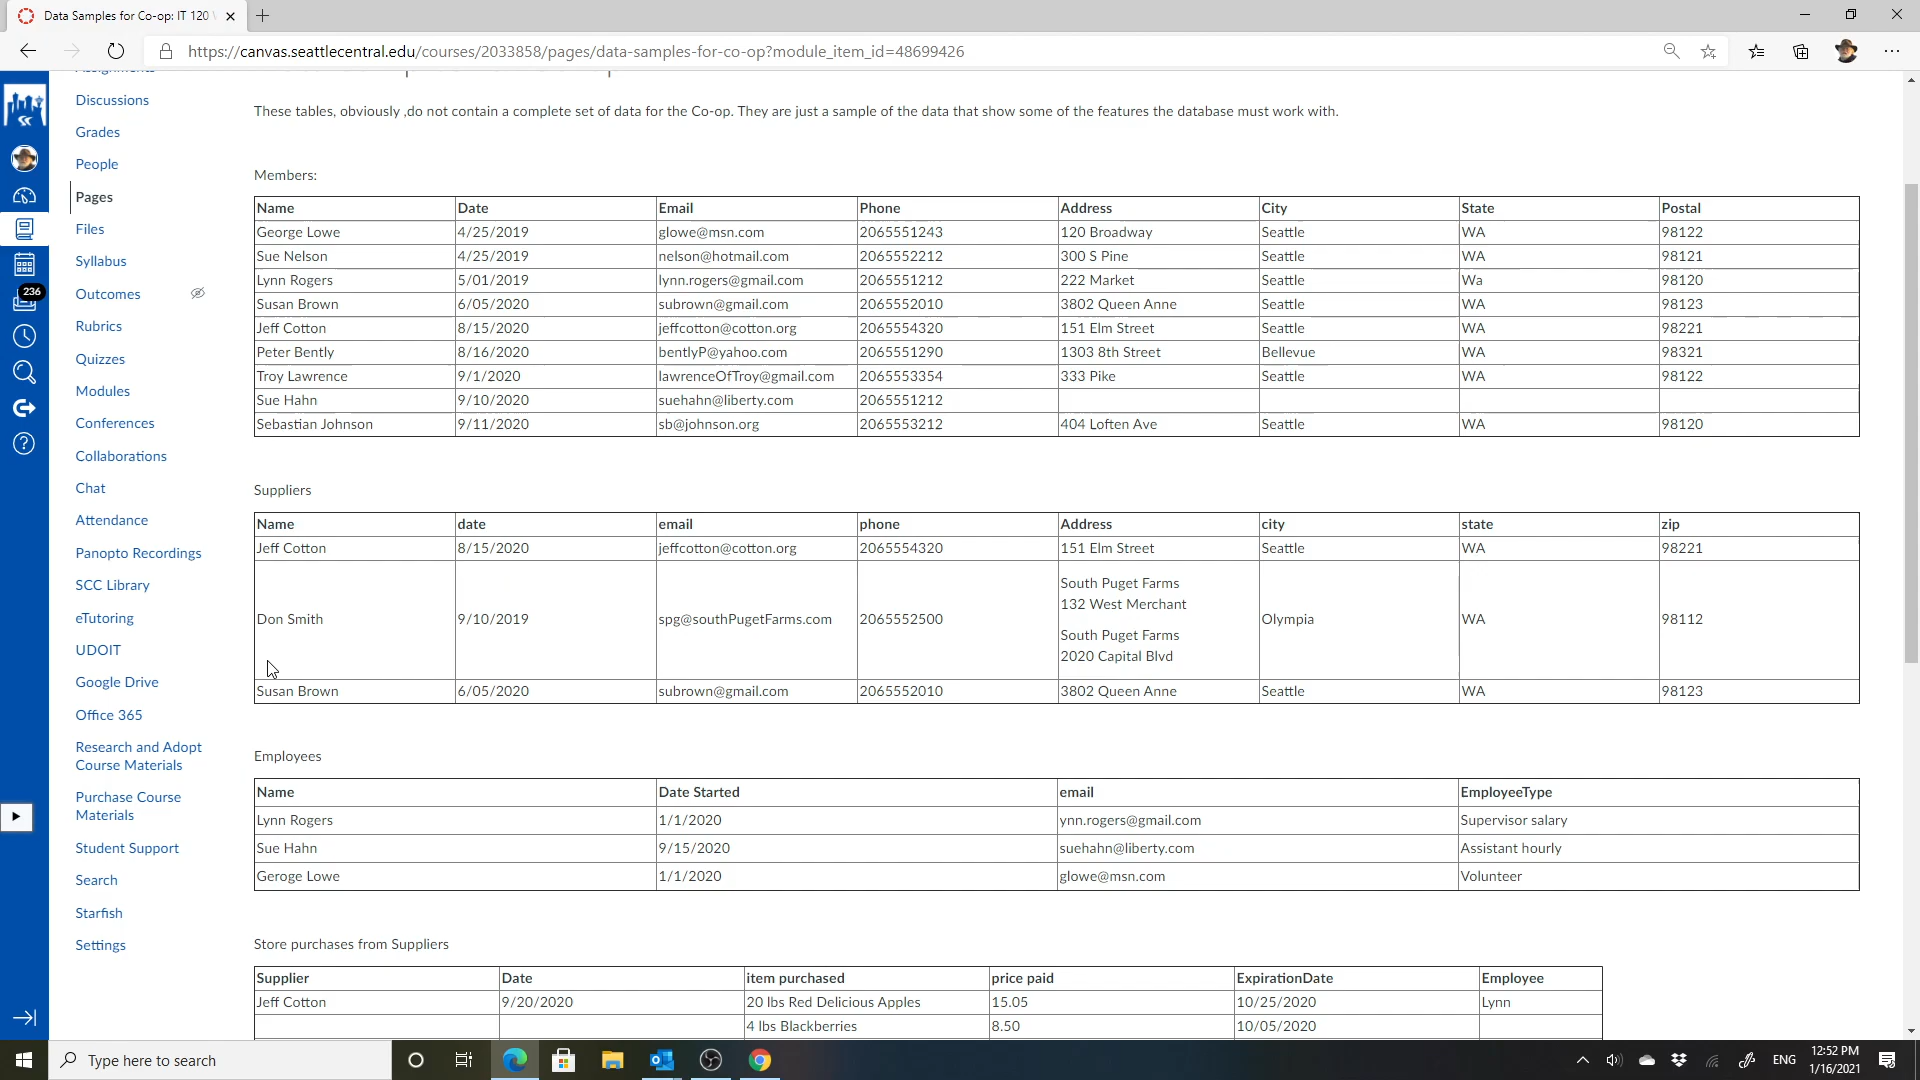 Data Samples for Co-op: IT 120
https://canvas.seattlecentral.edu/courses/2033858/pages/data-samples-for-co-op?module_item_id=48699426
Assignments
Discussions
Grades
People
Pages
Files
Syllabus
Outcomes
236
Rubrics
Quizzes
Modules
Conferences
Collaborations
Chat
Attendance
Panopto Recordings
SCC Library
eTutoring
UDOIT
Google Drive
Office 365
Research and Adopt
Course Materials
Purchase Course
Materials
Student Support
Search
Starfish
Settings
These tables, obviously ,do not contain a complete set of data for the Co-op. They are just a sample of the data that show some of the features the database must work with.
Members:
Name Date Email Phone Address City State Postal
George Lowe 4/25/2019 glowe@msn.com 2065551243 120 Broadway Seattle WA 98122
Sue Nelson 4/25/2019 nelson@hotmail.com 2065552212 300 S Pine Seattle WA 98121
Lynn Rogers 5/01/2019 lynn.rogers@gmail.com 2065551212 222 Market Seattle Wa 98120
Susan Brown 6/05/2020 subrown@gmail.com 2065552010 3802 Queen Anne Seattle WA 98123
Jeff Cotton 8/15/2020 jeffcotton@cotton.org 2065554320 151 Elm Street Seattle WA 98221
Peter Bently 8/16/2020 bentlyP@yahoo.com 2065551290 1303 8th Street Bellevue WA 98321
Troy Lawrence 9/1/2020 lawrenceOfTroy@gmail.com 2065553354 333 Pike Seattle WA 98122
Sue Hahn 9/10/2020 suehahn@liberty.com 2065551212
Sebastian Johnson 9/11/2020 sb@johnson.org 2065553212 404 Loften Ave Seattle WA 98120
Suppliers
Name date email phone Address city state zip
Jeff Cotton 8/15/2020 jeffcotton@cotton.org 2065554320 151 Elm Street Seattle WA 98221
South Puget Farms
132 West Merchant
Don Smith 9/10/2019 spg@southPugetFarms.com 2065552500 Olympia WA 98112
South Puget Farms
2020 Capital Blvd
Susan Brown 6/05/2020 subrown@gmail.com 2065552010 3802 Queen Anne Seattle WA 98123
Employees
Name Date Started email EmployeeType
Lynn Rogers 1/1/2020 ynn.rogers@gmail.com Supervisor salary
Sue Hahn 9/15/2020 suehahn@liberty.com Assistant hourly
Geroge Lowe 1/1/2020 glowe@msn.com Volunteer
Store purchases from Suppliers
Supplier Date item purchased price paid ExpirationDate Employee
Jeff Cotton 9/20/2020 20 lbs Red Delicious Apples 15.05 10/25/2020 Lynn
4 lbs Blackberries 8.50 10/05/2020
Type here to search
ENG
12:52 PM
1/16/2021